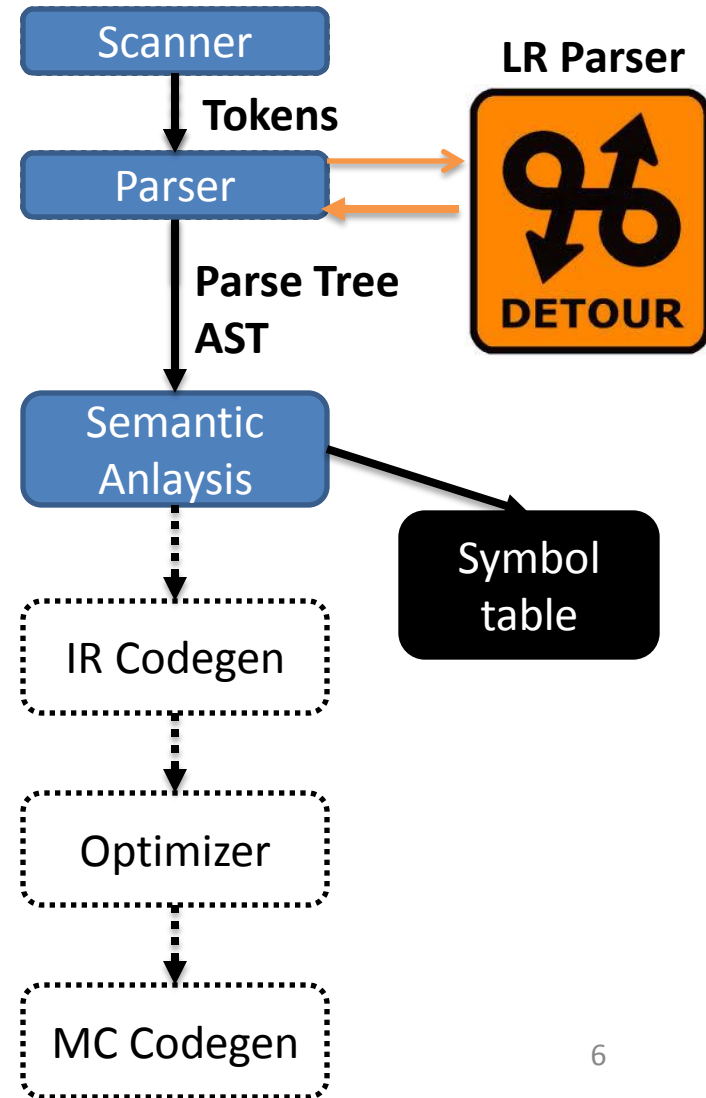 Scanner
LR Parser
Tokens
Parser
DETOUR
Parse Tree
AST
Semantic
Anlaysis
Symbol
table
IR Codegen
Optimizer
MC Codegen
6